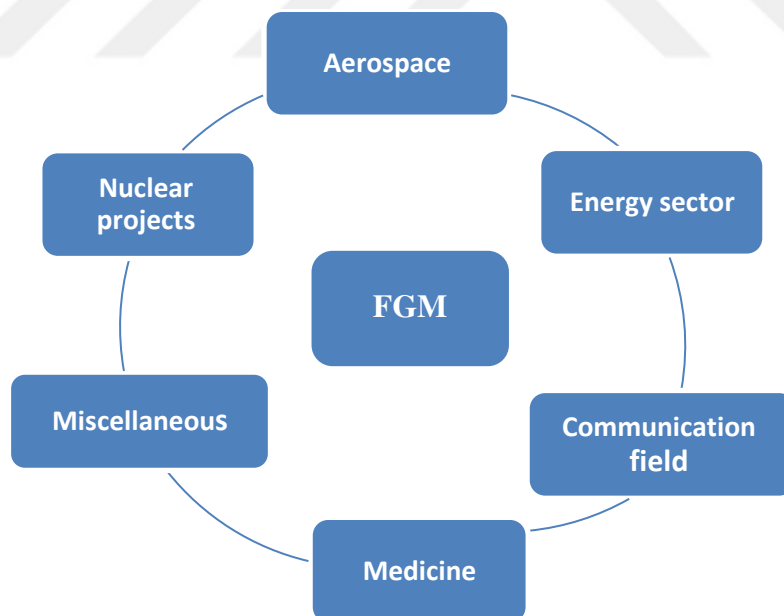 Aerospace
Energy sector
Communication
field
Medicine
Miscellaneous
Nuclear
projects
FGM